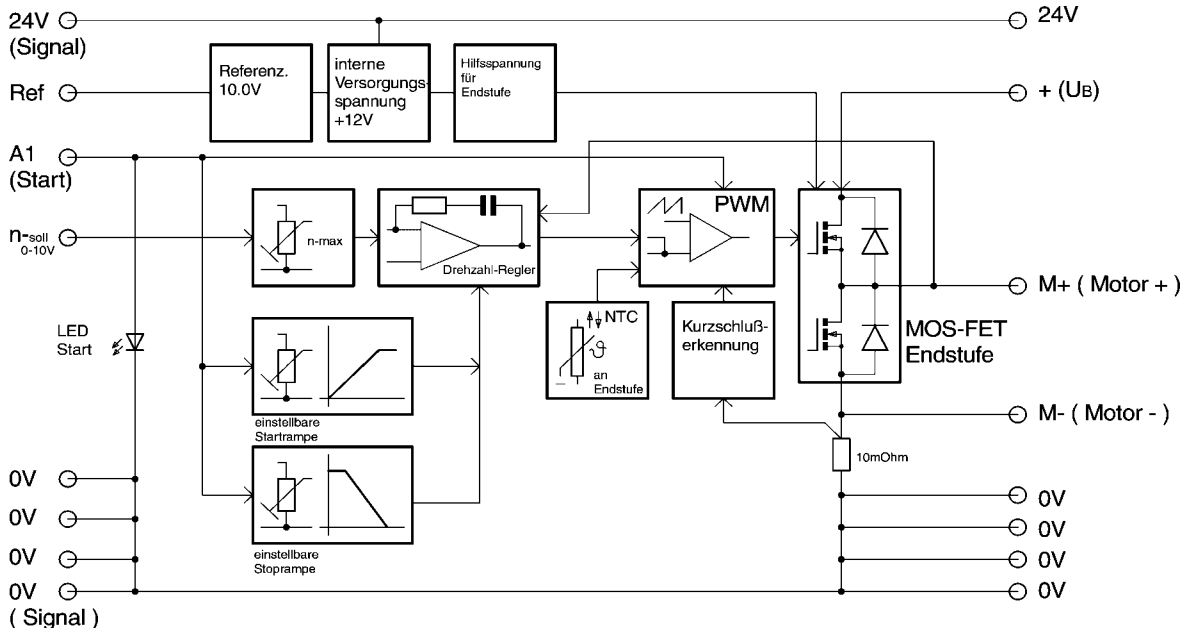 24V
(Signal)
24V
Referenz.
10.0V
interne
Versorgungs-
spannung
+12V
Hilfsspannung
für
Endstufe
Ref
+ (UB)
A1
(Start)
PWM
n-soll
0-10V
n-max
Drehzahl-Regler
M+ ( Motor + )
LED
Start
NTC
ϑ
an
Endstufe
Kurzschluß-
erkennung
MOS-FET
Endstufe
einstellbare
Startrampe
M- ( Motor - )
10mOhm
0V
0V
0V
0V
( Signal )
einstellbare
Stoprampe
0V
0V
0V
0V